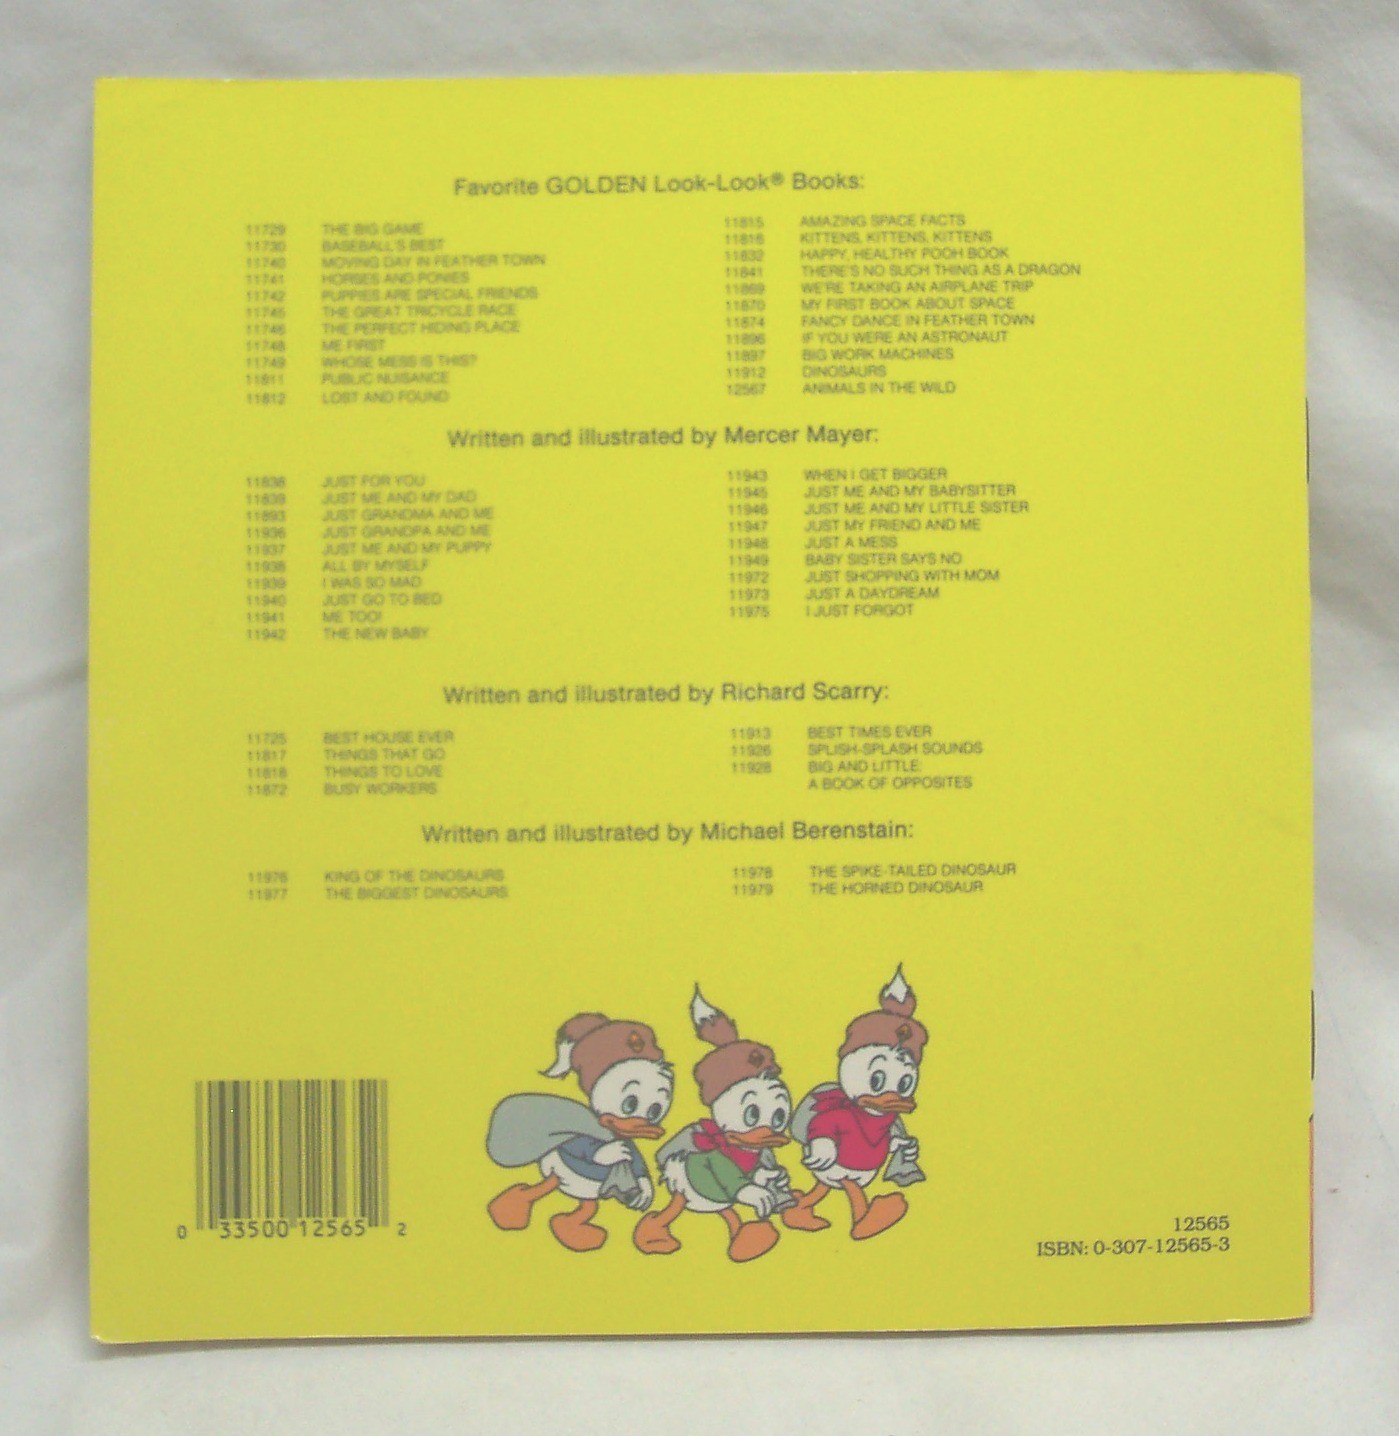 Favorite GOLDEN Look-Look® Books:
11729 THE BIG GAME
11730 BASEBALL'S BEST
11740 MOVING DAY IN FEATHER TOWN
11741 HORSES AND PONIES
11742 PUPPIES ARE SPECIAL FRIENDS
11745 THE GREAT TRICYCLE RACE
11746 THE PERFECT HIDING PLACE
11748 ME FIRST
11749 WHOSE MESS IS THIS?
11811 PUBLIC NUISANCE
11812 LOST AND FOUND
11815 AMAZING SPACE FACTS
11816 KITTENS, KITTENS, KITTENS
11832 HAPPY, HEALTHY POOH BOOK
11841 THERE'S NO SUCH THING AS A DRAGON
11869 WE'RE TAKING AN AIRPLANE TRIP
11870 MY FIRST BOOK ABOUT SPACE
11874 FANCY DANCE IN FEATHER TOWN
11896 IF YOU WERE AN ASTRONAUT
11897 BIG WORK MACHINES
11912 DINOSAURS
12567 ANIMALS IN THE WILD
Written and illustrated by Mercer Mayer:
11838 JUST FOR YOU
11839 JUST ME AND MY DAD
11893 JUST GRANDMA AND ME
11936 JUST GRANDPA AND ME
11937 JUST ME AND MY PUPPY
11938 ALL BY MYSELF
11939 I WAS SO MAD
11940 JUST GO TO BED
11941 ME TOO!
11942 THE NEW BABY
11943 WHEN I GET BIGGER
11945 JUST ME AND MY BABYSITTER
11946 JUST ME AND MY LITTLE SISTER
11947 JUST MY FRIEND AND ME
11948 JUST A MESS
11949 BABY SISTER SAYS NO
11972 JUST SHOPPING WITH MOM
11973 JUST A DAYDREAM
11975 I JUST FORGOT
Written and illustrated by Richard Scarry:
11725 BEST HOUSE EVER
11817 THINGS THAT GO
11818 THINGS TO LOVE
11872 BUSY WORKERS
11913 BEST TIMES EVER
11926 SPLISH-SPLASH SOUNDS
11928 BIG AND LITTLE:
A BOOK OF OPPOSITES
Written and illustrated by Michael Berenstain:
11976 KING OF THE DINOSAURS
11977 THE BIGGEST DINOSAURS
11978 THE SPIKE-TAILED DINOSAUR
11979 THE HORNED DINOSAUR
0 33500 12565 2
12565
ISBN: 0-307-12565-3